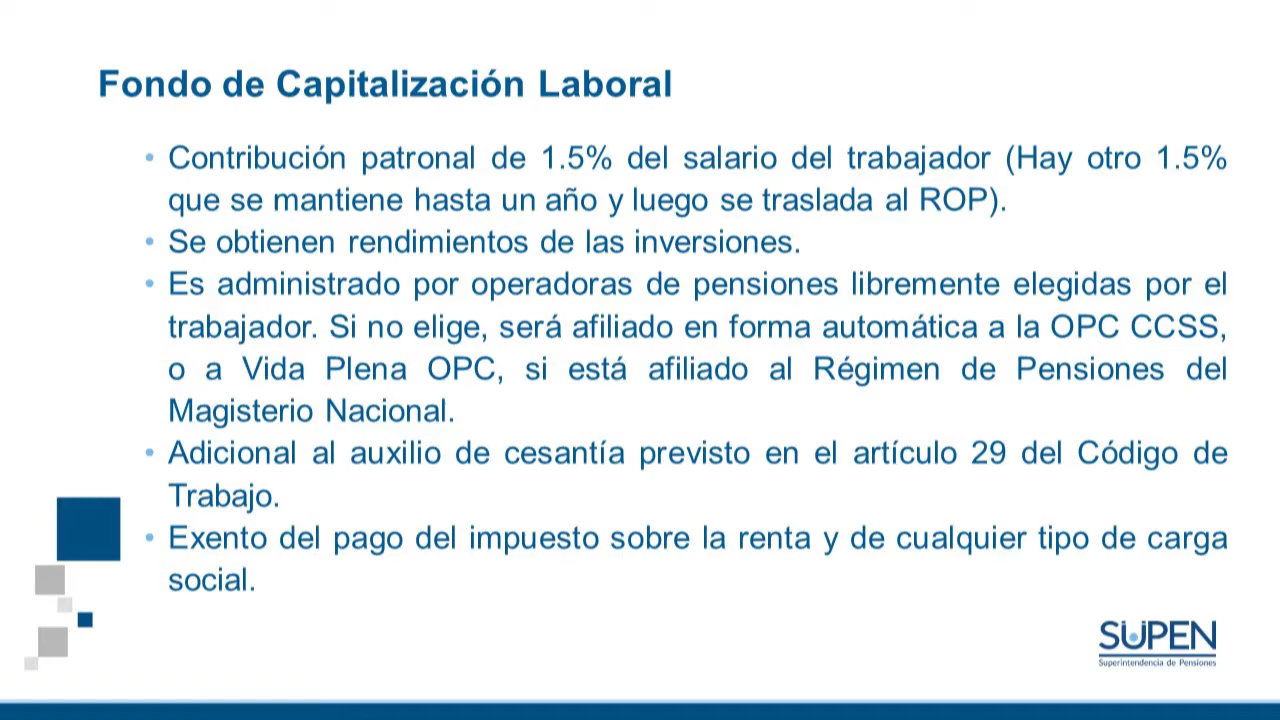 Fondo de Capitalización Laboral
• Contribución patronal de 1.5% del salario del trabajador (Hay otro 1.5%
que se mantiene hasta un año y luego se traslada al ROP).
• Se obtienen rendimientos de las inversiones.
• Es administrado por operadoras de pensiones libremente elegidas por el
trabajador. Si no elige, será afiliado en forma automática a la OPC CCSS,
o a Vida Plena OPC, si está afiliado al Régimen de Pensiones del
Magisterio Nacional.
• Adicional al auxilio de cesantía previsto en el artículo 29 del Código de
Trabajo.
• Exento del pago del impuesto sobre la renta y de cualquier tipo de carga
social.
SUPEN
Superintendencia de Pensiones